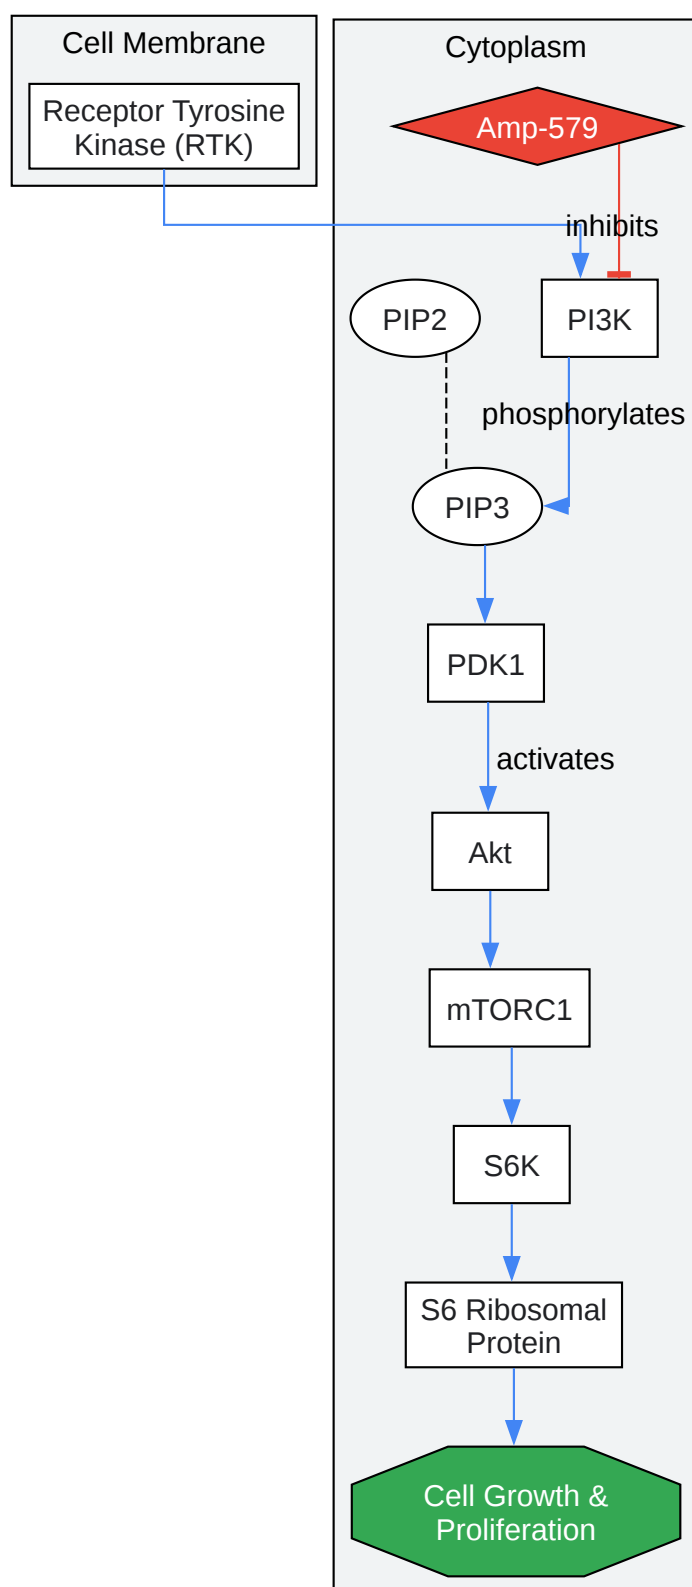 Cell Membrane
Receptor Tyrosine
Kinase (RTK)
Cytoplasm
Amp-579
inhibits
PIP2
PI3K
phosphorylates
PIP3
PDK1
activates
Akt
mTORC1
S6K
S6 Ribosomal
Protein
Cell Growth &
Proliferation